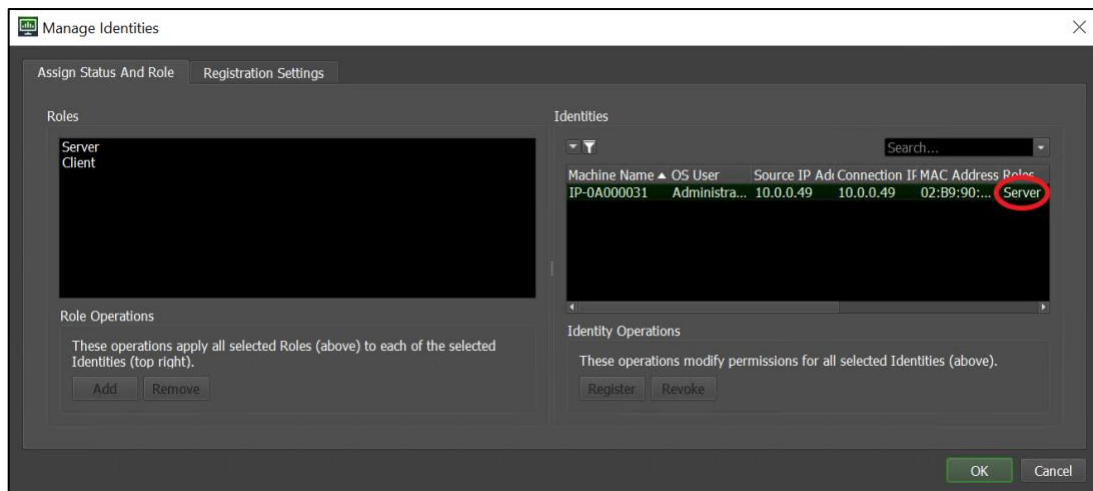 Manage Identities
Assign Status And Role
Registration Settings
Roles
Server
Client
Role Operations
These operations apply all selected Roles (above) to each of the selected
Identities (top right).
Add
Remove
Identities
Search...
Machine Name OS User Source IP Ad Connection IF MAC Address Roles
IP-0A000031 Administra... 10.0.0.49 10.0.0.49 02:B9:90:... Server
Identity Operations
These operations modify permissions for all selected Identities (above).
Register
Revoke
OK
Cancel